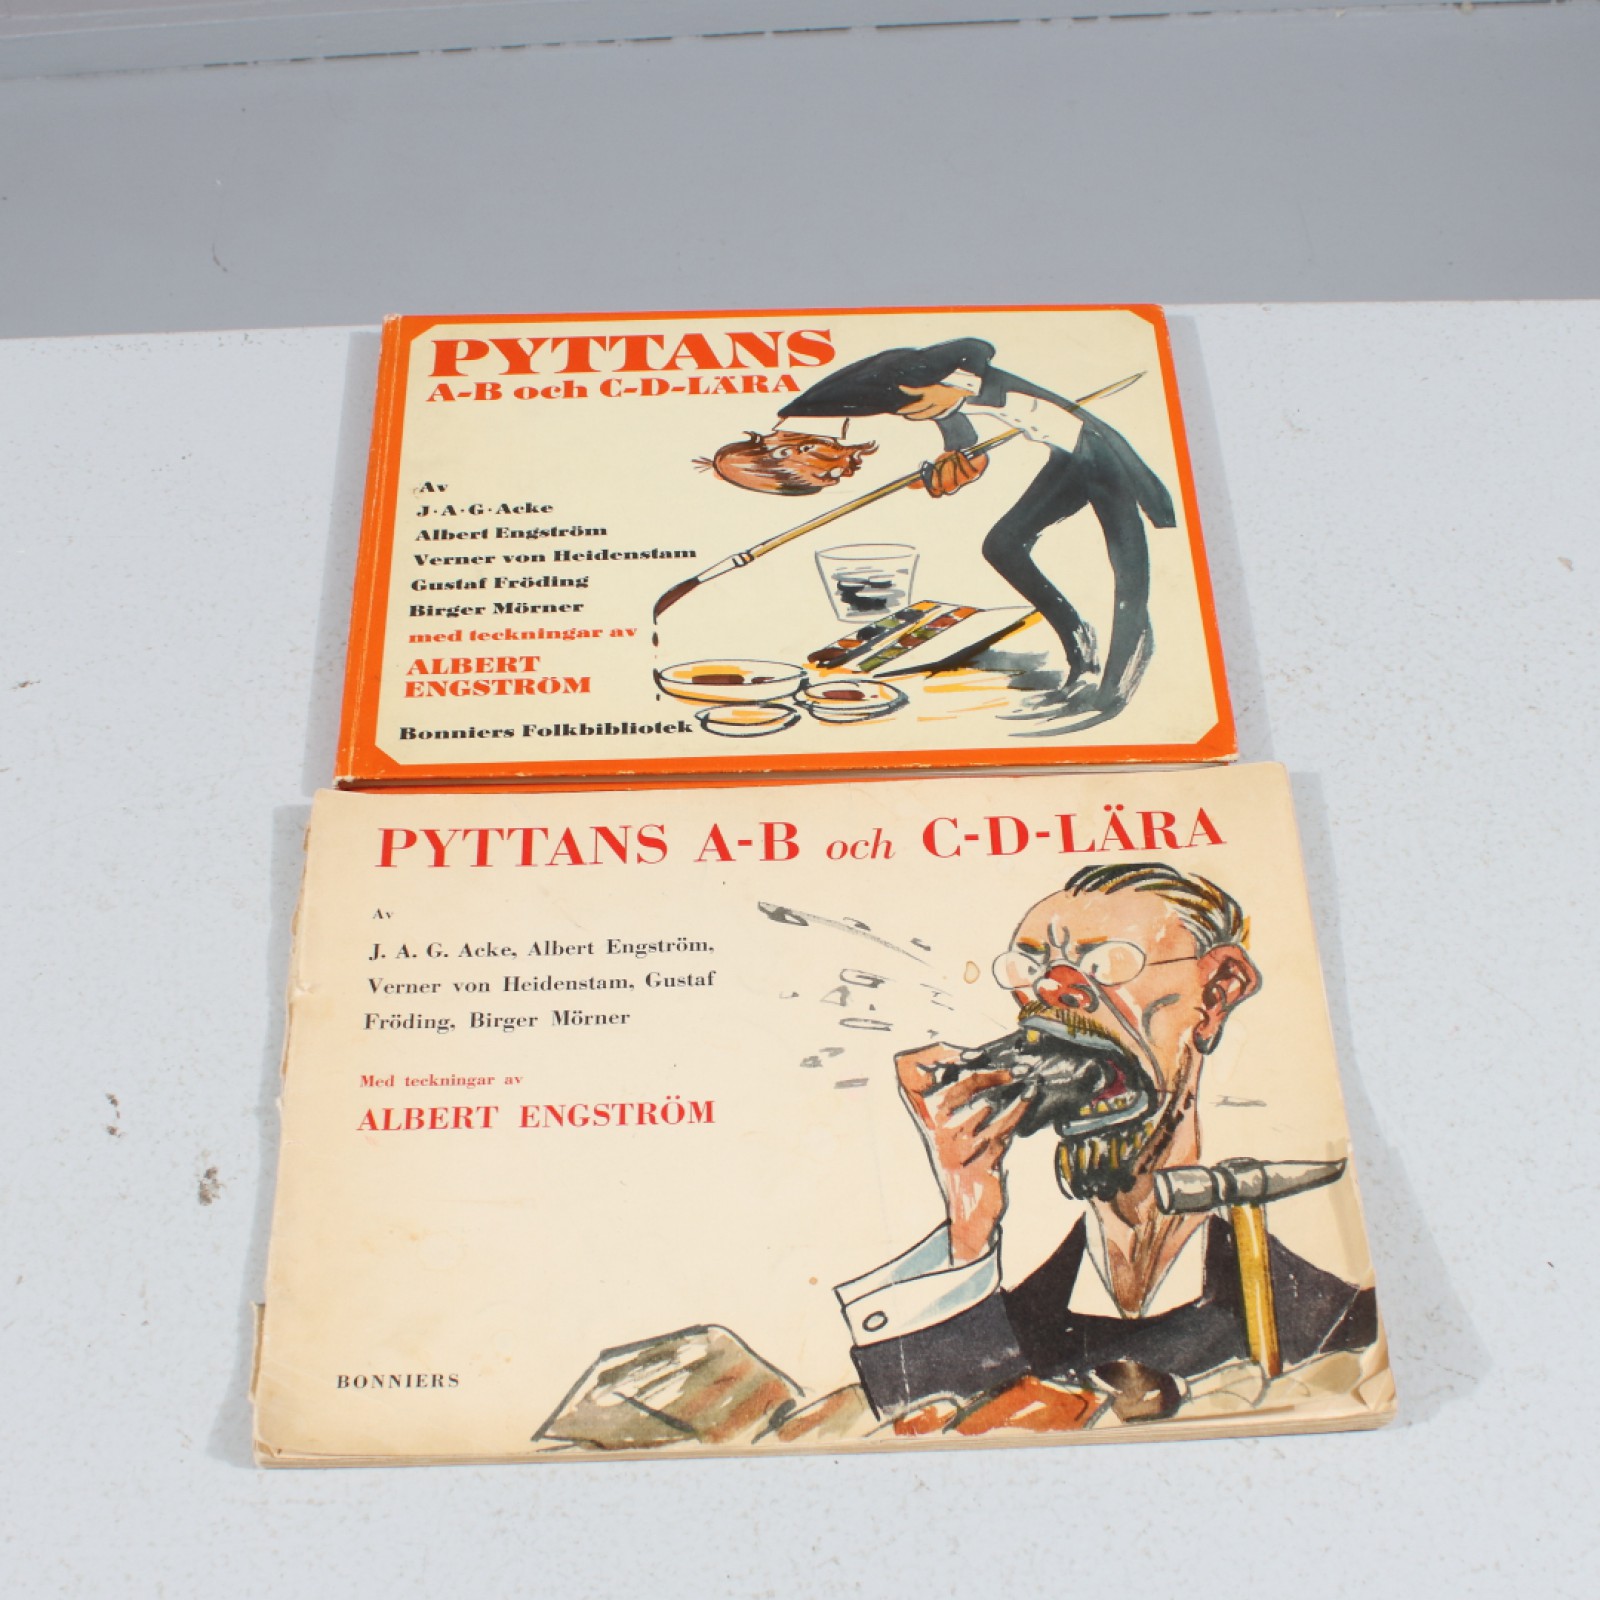 PYTTANS
A-B och C-D-LÄRA
Av
J·A·G·Acke
Albert Engström
Verner von Heidenstam
Gustaf Fröding
Birger Mörner
med teckningar av
ALBERT
ENGSTRÖM
Bonniers Folkbibliotek
PYTTANS A-B och C-D-LÄRA
Av
J. A. G. Acke, Albert Engström,
Verner von Heidenstam, Gustaf
Fröding, Birger Mörner
Med teckningar av
ALBERT ENGSTRÖM
BONNIERS